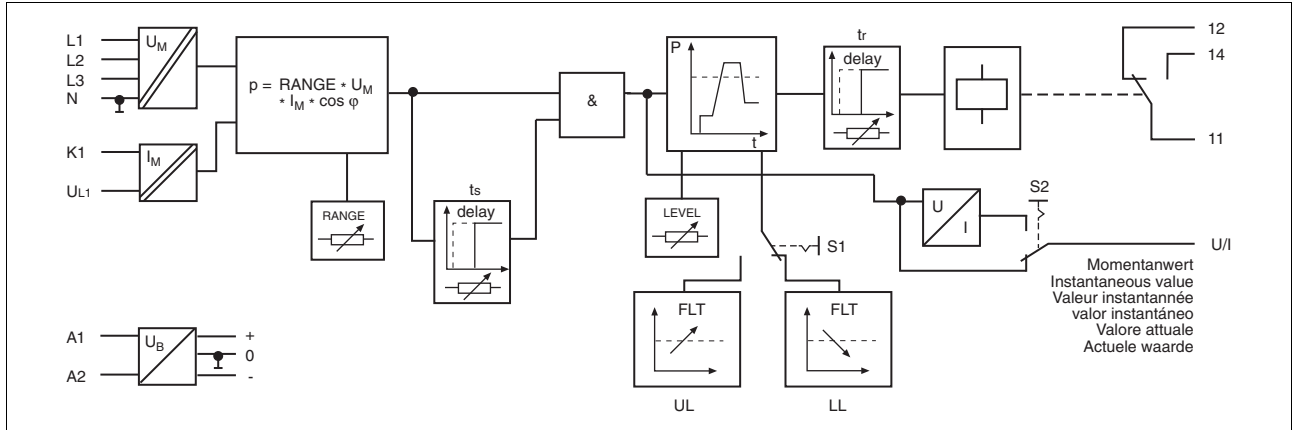 L1
L2
L3
N
U_M
p = RANGE * U_M
* I_M * cos φ
K1
U_L1
I_M
RANGE
ts
delay
&
P
t
LEVEL
tr
delay
12
14
11
S1
S2
U
I
U/I
Momentanwert
Instantaneous value
Valeur instantannée
valor instantáneo
Valore attuale
Actuele waarde
FLT
FLT
UL
LL
A1
A2
U_B
+
0
-